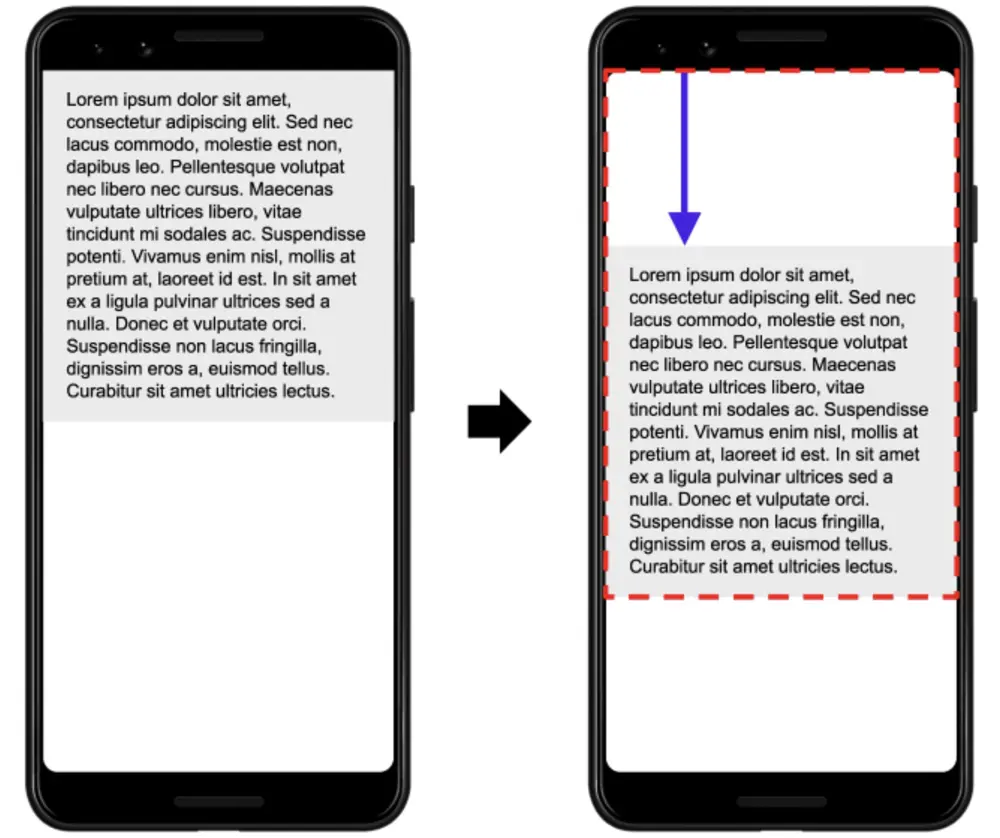 Lorem ipsum dolor sit amet,
consectetur adipiscing elit. Sed nec
lacus commodo, molestie est non,
dapibus leo. Pellentesque volutpat
nec libero nec cursus. Maecenas
vulputate ultrices libero, vitae
tincidunt mi sodales ac. Suspendisse
potenti. Vivamus enim nisl, mollis at
pretium at, laoreet id est. In sit amet
ex a ligula pulvinar ultrices sed a
nulla. Donec et vulputate orci.
Suspendisse non lacus fringilla,
dignissim eros a, euismod tellus.
Curabitur sit amet ultricies lectus.
Lorem ipsum dolor sit amet,
consectetur adipiscing elit. Sed nec
lacus commodo, molestie est non,
dapibus leo. Pellentesque volutpat
nec libero nec cursus. Maecenas
vulputate ultrices libero, vitae
tincidunt mi sodales ac. Suspendisse
potenti. Vivamus enim nisl, mollis at
pretium at, laoreet id est. In sit amet
ex a ligula pulvinar ultrices sed a
nulla. Donec et vulputate orci.
Suspendisse non lacus fringilla,
dignissim eros a, euismod tellus.
Curabitur sit amet ultricies lectus.